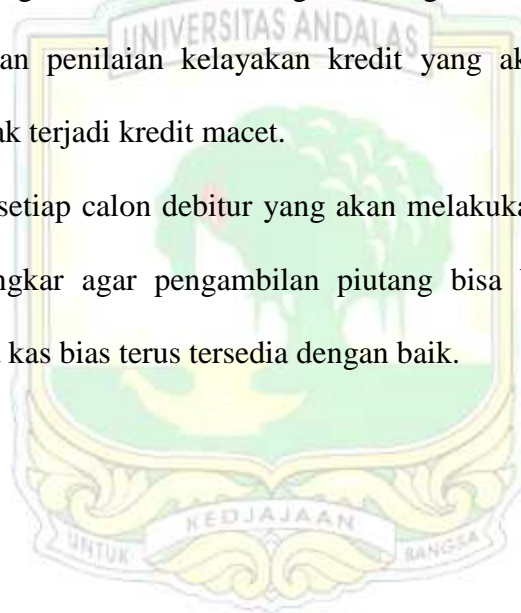 UNIVERSITAS ANDALAS
an penilaian kelayakan kredit yang ak
ak terjadi kredit macet.
setiap calon debitur yang akan melakuka
ngkar agar pengambilan piutang bisa
kas bias terus tersedia dengan baik.
KEDJAJAAN
UNTUK
BANGSA